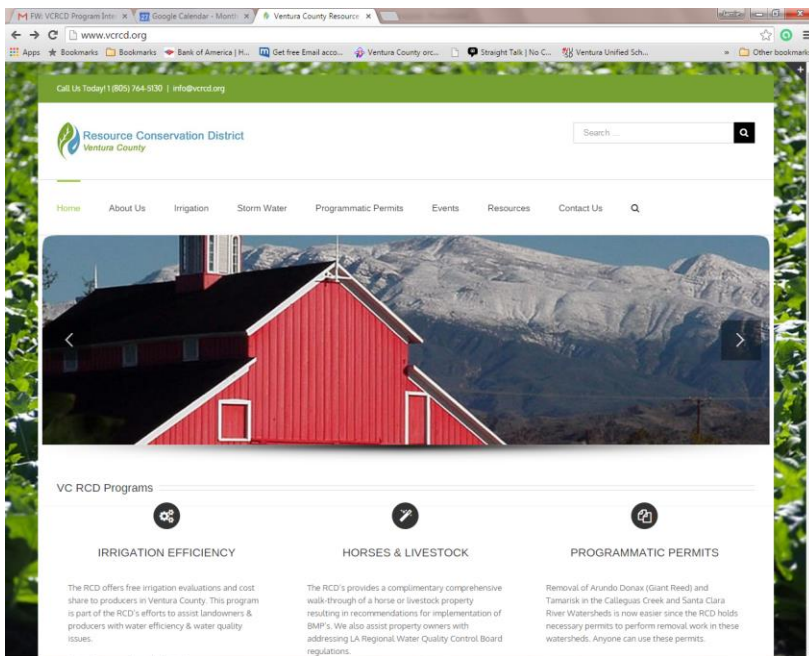 FW: VCRCD Program Inter
Google Calendar - Month
Ventura County Resource
www.vcrcd.org
Apps
Bookmarks
Bookmarks
Bank of America | H...
Get free Email acco...
Ventura County orc...
Straight Talk | No C...
Ventura Unified Sch...
»
Other bookmark
Call Us Today! 1 (805) 764-5130 | info@vcrcd.org
Resource Conservation District
Ventura County
Search ...
Home
About Us
Irrigation
Storm Water
Programmatic Permits
Events
Resources
Contact Us
VC RCD Programs
IRRIGATION EFFICIENCY
The RCD offers free irrigation evaluations and cost
share to producers in Ventura County. This program
is part of the RCD's efforts to assist landowners &
producers with water efficiency & water quality
issues.
HORSES & LIVESTOCK
The RCD's provides a complimentary comprehensive
walk-through of a horse or livestock property
resulting in recommendations for implementation of
BMP's. We also assist property owners with
addressing LA Regional Water Quality Control Board
regulations.
PROGRAMMATIC PERMITS
Removal of Arundo Donax (Giant Reed) and
Tamarisk in the Calleguas Creek and Santa Clara
River Watersheds is now easier since the RCD holds
necessary permits to perform removal work in these
watersheds. Anyone can use these permits.